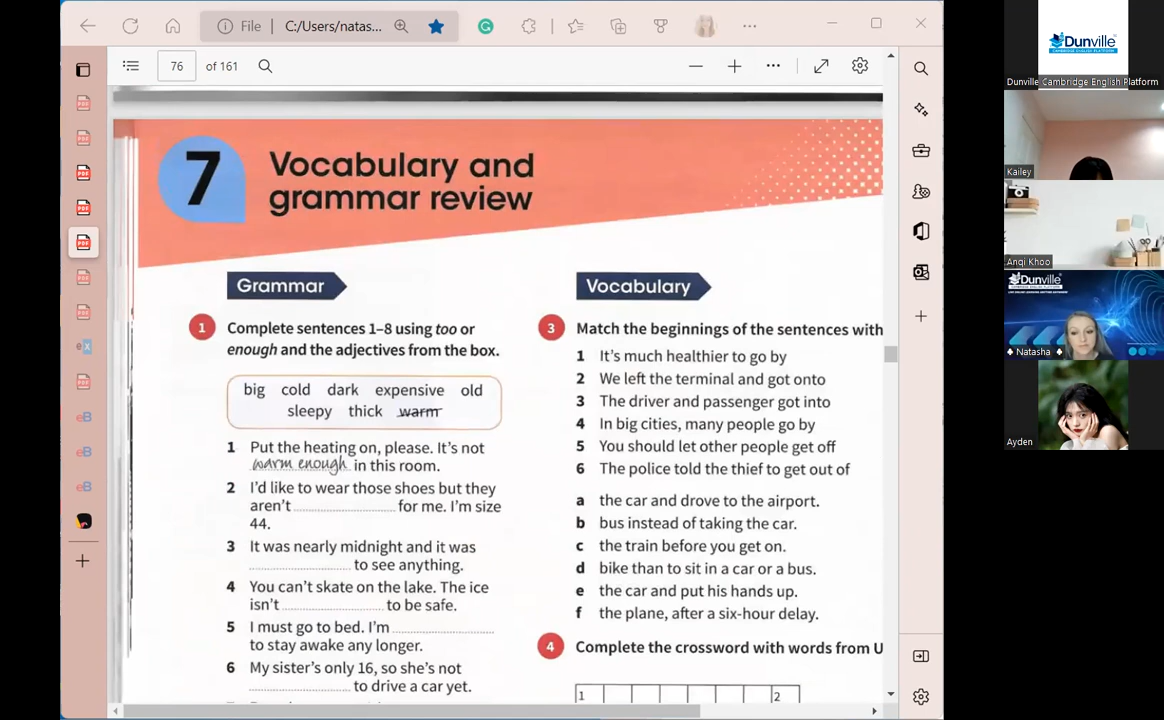 File
C:/Users/natas...
76
of 161
7
Vocabulary and
grammar review
Grammar
1 Complete sentences 1–8 using too or
enough and the adjectives from the box.
big cold dark expensive old
sleepy thick warm
1 Put the heating on, please. It's not
warm enough in this room.
2 I'd like to wear those shoes but they
aren't .................. for me. I'm size
44.
3 It was nearly midnight and it was
.................. to see anything.
4 You can't skate on the lake. The ice
isn't .................. to be safe.
5 I must go to bed. I'm ..................
to stay awake any longer.
6 My sister's only 16, so she's not
.................. to drive a car yet.
Vocabulary
3 Match the beginnings of the sentences with
1 It's much healthier to go by
2 We left the terminal and got onto
3 The driver and passenger got into
4 In big cities, many people go by
5 You should let other people get off
6 The police told the thief to get out of
a the car and drove to the airport.
b bus instead of taking the car.
c the train before you get on.
d bike than to sit in a car or a bus.
e the car and put his hands up.
f the plane, after a six-hour delay.
4 Complete the crossword with words from U
1 2
Dunville
CAMBRIDGE ENGLISH PLATFORM
Dunville Cambridge English Platform
Kailey
Anqi Khoo
Dunville
Natasha
Ayden